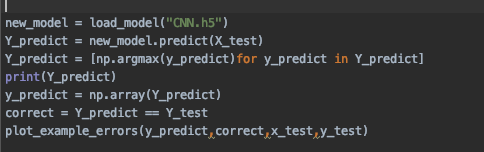 new_model = load_model("CNN.h5")
Y_predict = new_model.predict(X_test)
Y_predict = [np.argmax(y_predict)for y_predict in Y_predict]
print(Y_predict)
y_predict = np.array(Y_predict)
correct = Y_predict == Y_test
plot_example_errors(y_predict,correct,x_test,y_test)